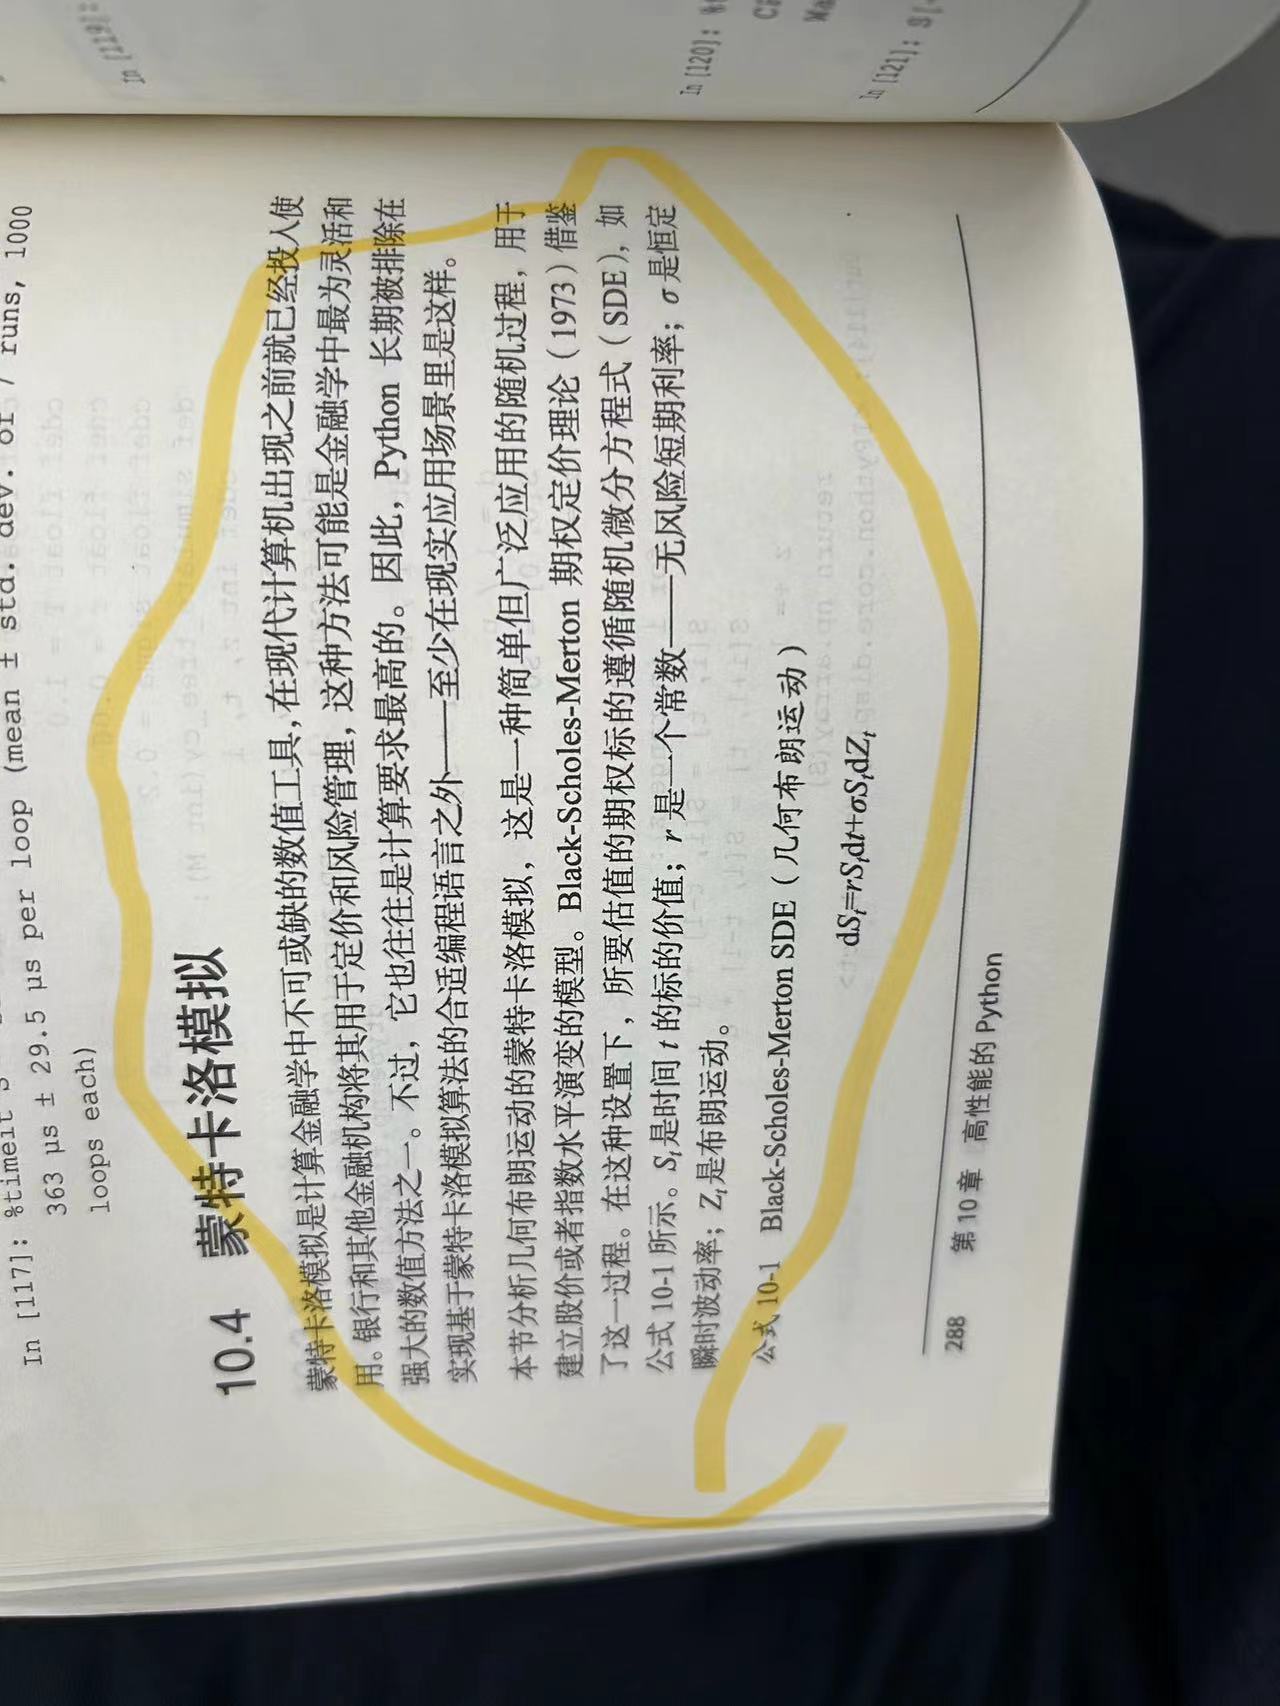 In [119]:
In [120]:
In [121]:
In [117]: %timeit
363 µs ± 29.5 µs per loop (mean ± std. dev. of 7 runs, 1000
loops each)
10.4 蒙特卡洛模拟
蒙特卡洛模拟是计算金融学中不可或缺的数值工具,在现代计算机出现之前就已经投入使
用。银行和其他金融机构将其用于定价和风险管理，这种方法可能是金融学中最为灵活和
强大的数值方法之一。不过，它也往往是计算要求最高的。因此，Python 长期被排除在
实现基于蒙特卡洛模拟算法的合适编程语言之外——至少在现实应用场景里是这样。
本节分析几何布朗运动的蒙特卡洛模拟，这是一种简单但广泛应用的随机过程，用于
建立股价或者指数水平演变的模型。Black-Scholes-Merton 期权定价理论（1973）借鉴
了这一过程。在这种设置下，所要估值的期权标的遵循随机微分方程式（SDE），如
公式 10-1 所示。Sₜ是时间 t 的标的价值；r 是一个常数——无风险短期利率；σ 是恒定
瞬时波动率；Zₜ是布朗运动。
公式 10-1 Black-Scholes-Merton SDE（几何布朗运动）
dSₜ=rSₜdt+σSₜdZₜ
288 第 10 章 高性能的 Python